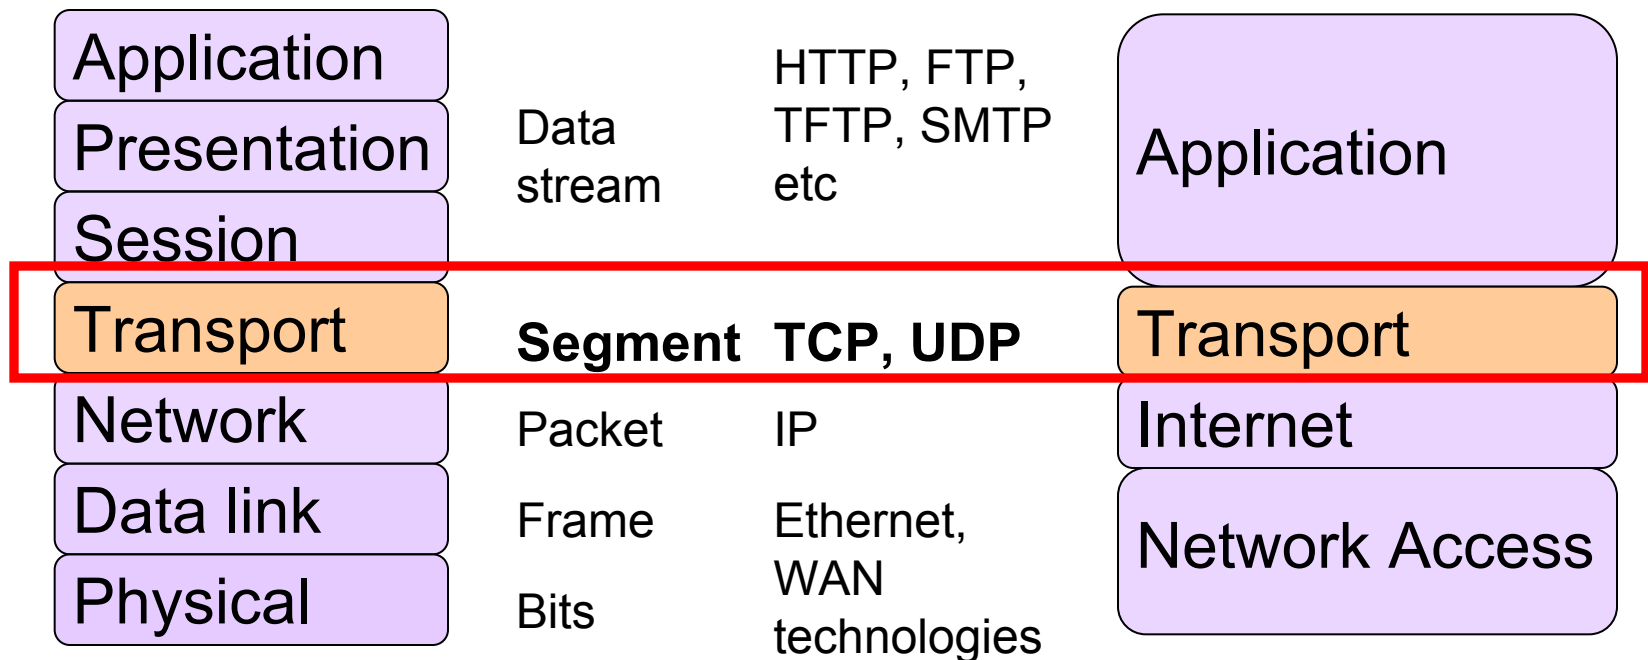 Application
Presentation
Session
Transport
Network
Data link
Physical
Data
stream
Segment
Packet
Frame
Bits
HTTP, FTP,
TFTP, SMTP
etc
TCP, UDP
IP
Ethernet,
WAN
technologies
Application
Transport
Internet
Network Access